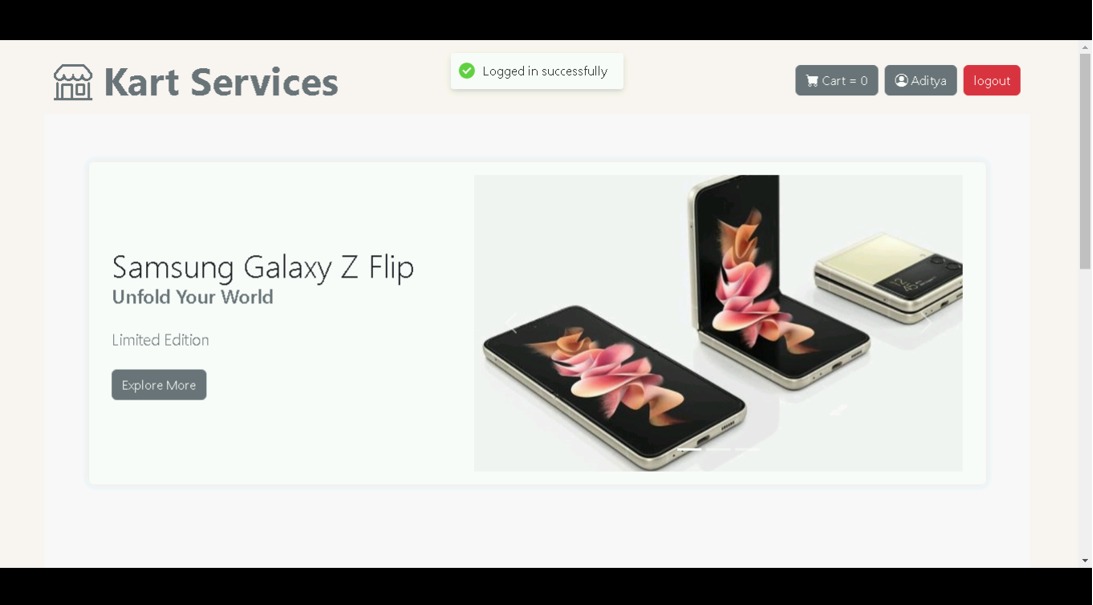 Kart Services
Logged in successfully
Cart = 0
Aditya
logout
Samsung Galaxy Z Flip
Unfold Your World
Limited Edition
Explore More